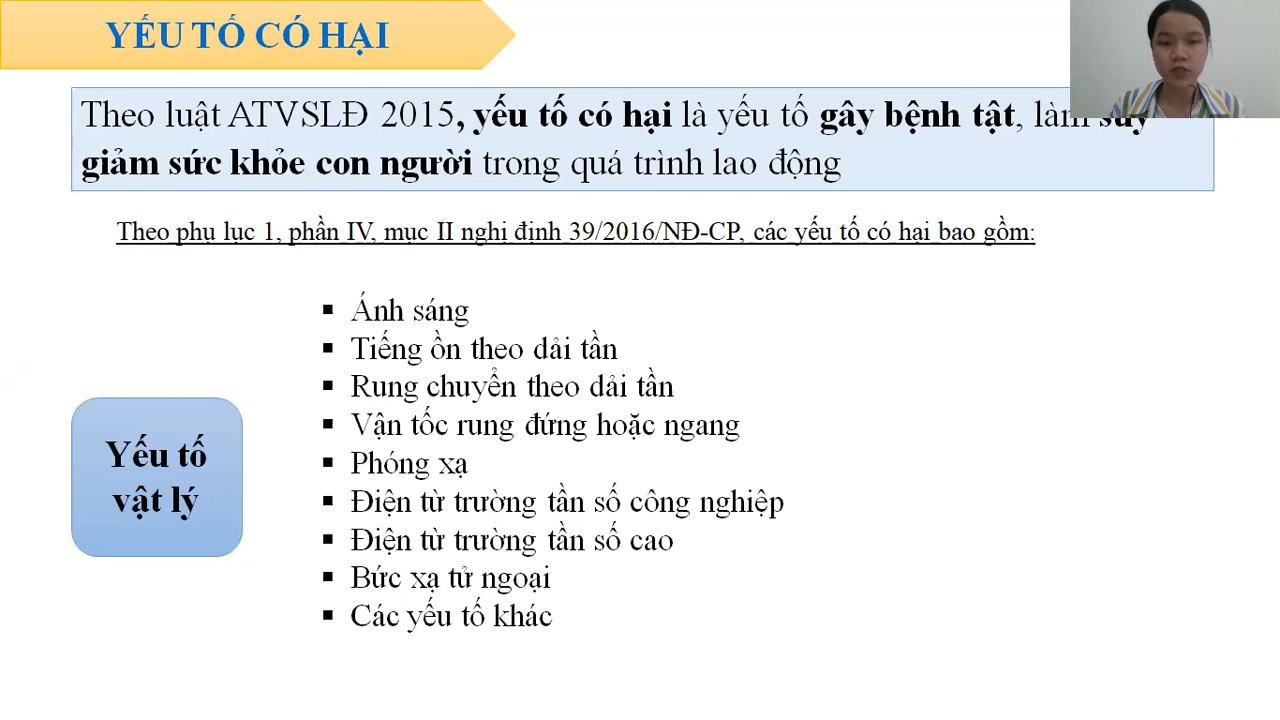 YẾU TỐ CÓ HẠI
Theo luật ATVSLĐ 2015, yếu tố có hại là yếu tố gây bệnh tật, làm suy
giảm sức khỏe con người trong quá trình lao động
Theo phụ lục 1, phần IV, mục II nghị định 39/2016/NĐ-CP, các yếu tố có hại bao gồm:
▪ Ánh sáng
▪ Tiếng ồn theo dải tần
▪ Rung chuyển theo dải tần
▪ Vận tốc rung đứng hoặc ngang
▪ Phóng xạ
▪ Điện từ trường tần số công nghiệp
▪ Điện từ trường tần số cao
▪ Bức xạ tử ngoại
▪ Các yếu tố khác
Yếu tố
vật lý